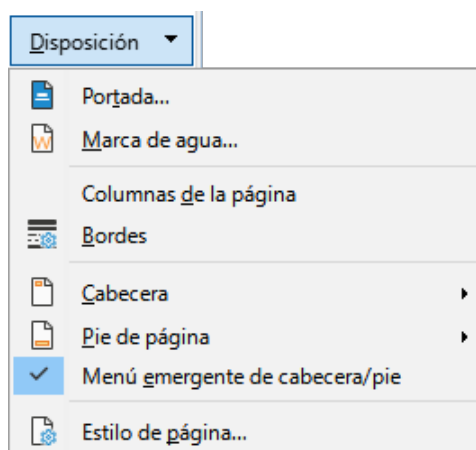 Disposición
Portada...
Marca de agua...
Columnas de la página
Bordes
Cabecera
Pie de página
Menú emergente de cabecera/pie
Estilo de página...